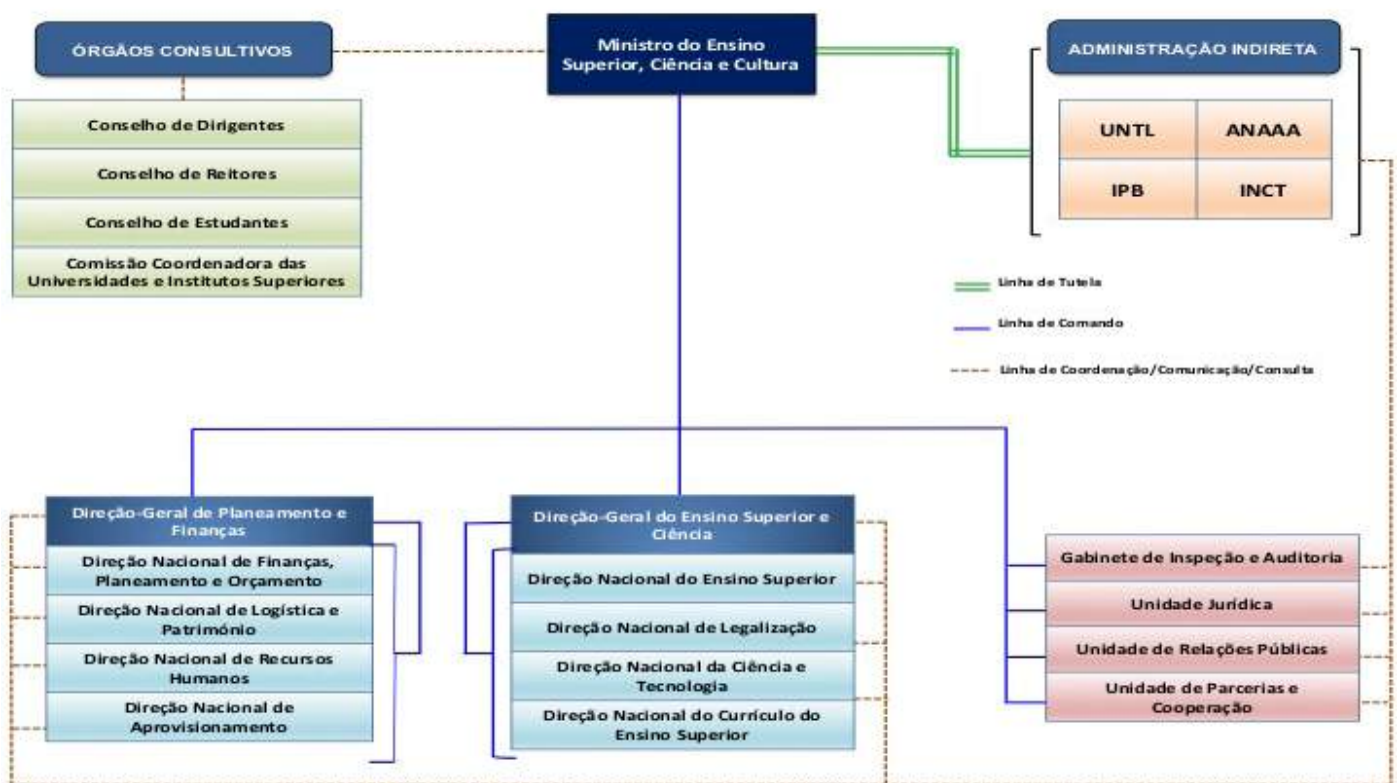 ÓRGÃOS CONSULTIVOS
Conselho de Dirigentes
Conselho de Reitores
Conselho de Estudantes
Comissão Coordenadora das
Universidades e Institutos Superiores
Ministro do Ensino
Superior, Ciência e Cultura
ADMINISTRAÇÃO INDIRETA
UNTL
ANAAA
IPB
INCT
Linha de Tutela
Linha de Comando
Linha de Coordenação/Comunicação/Consulta
Direção-Geral de Planeamento e
Finanças
Direção Nacional de Finanças,
Planeamento e Orçamento
Direção Nacional de Logística e
Património
Direção Nacional de Recursos
Humanos
Direção Nacional de
Aprovisionamento
Direção-Geral do Ensino Superior e
Ciência
Direção Nacional do Ensino Superior
Direção Nacional de Legalização
Direção Nacional da Ciência e
Tecnologia
Direção Nacional do Currículo do
Ensino Superior
Gabinete de Inspeção e Auditoria
Unidade Jurídica
Unidade de Relações Públicas
Unidade de Parcerias e
Cooperação